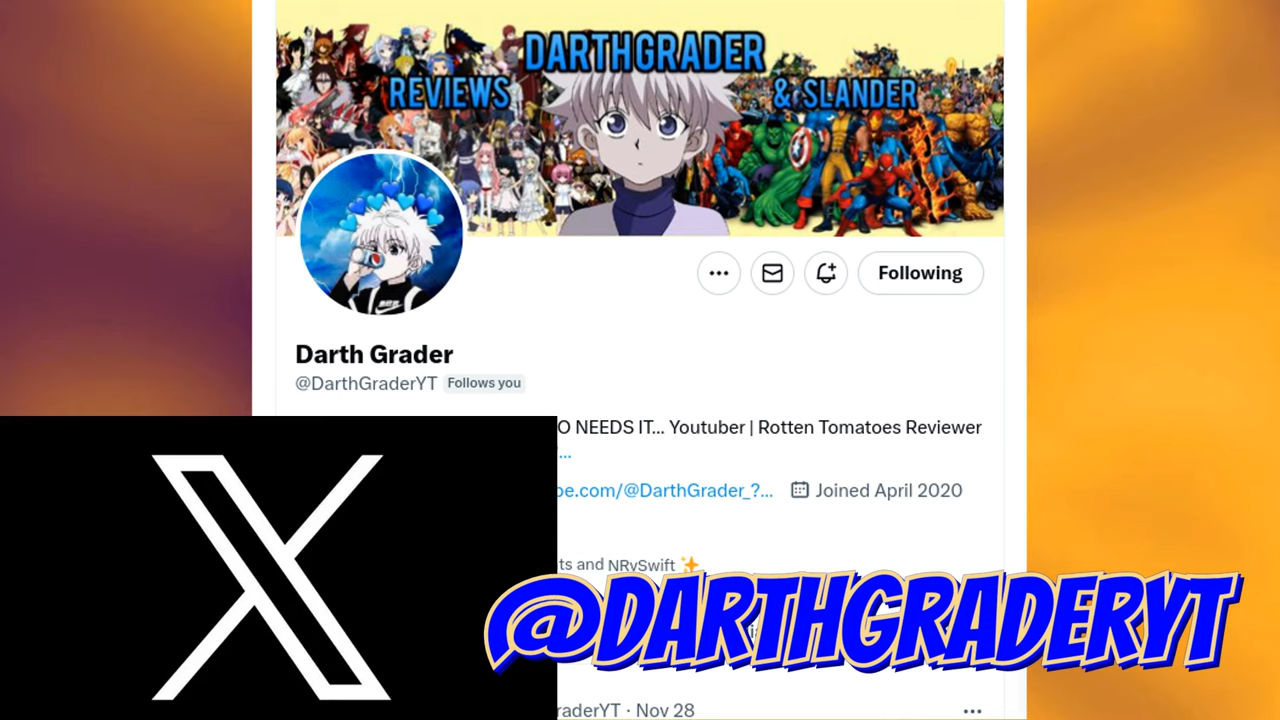 DARTHGRADER
REVIEWS & SLANDER
Following
Darth Grader
@DarthGraderYT Follows you
NEEDS IT... Youtuber | Rotten Tomatoes Reviewer
...
be.com/@DarthGrader_?... Joined April 2020
ts and NRvSwift ✨
@DARTHGRADERYT
raderYT · Nov 28